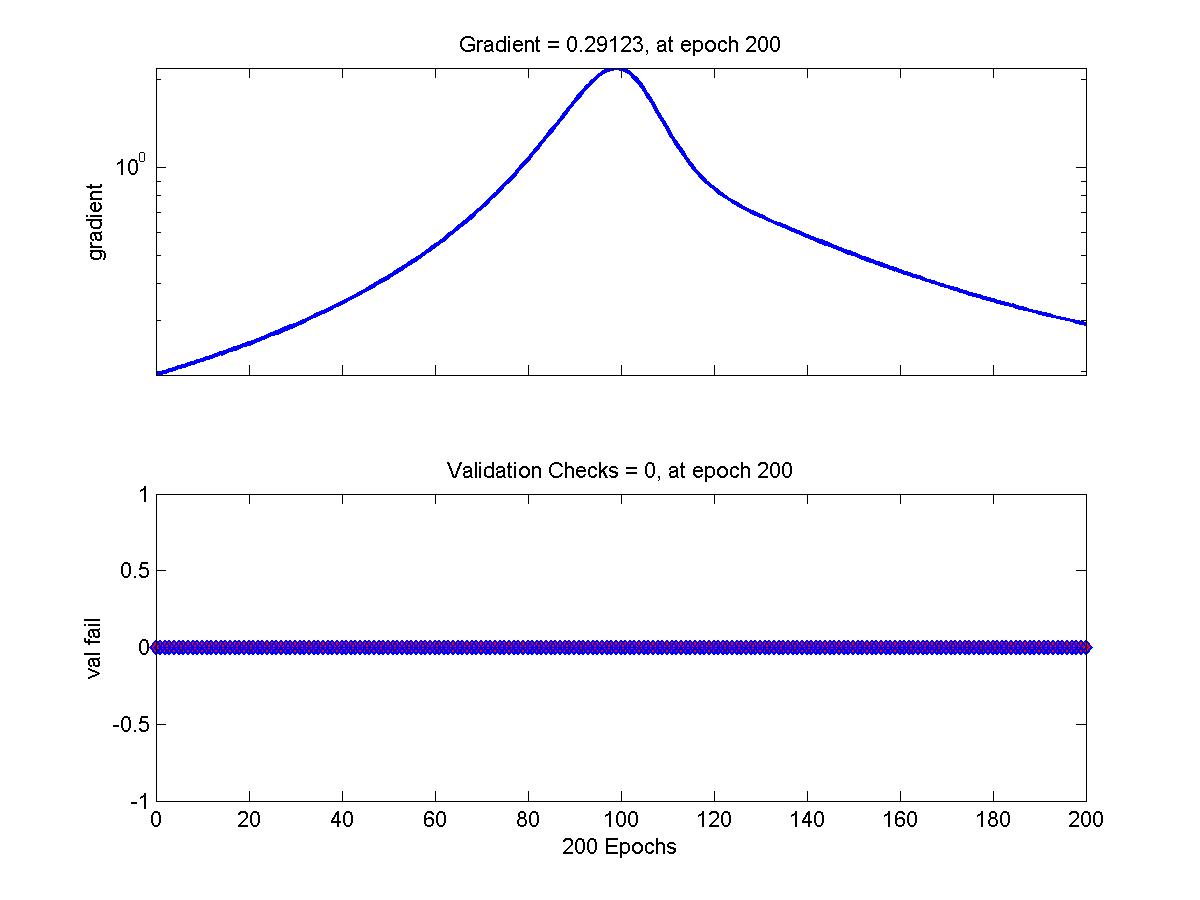 Gradient = 0.29123, at epoch 200
10^0
gradient
Validation Checks = 0, at epoch 200
1
0.5
0
-0.5
-1
val fail
0 20 40 60 80 100 120 140 160 180 200
200 Epochs